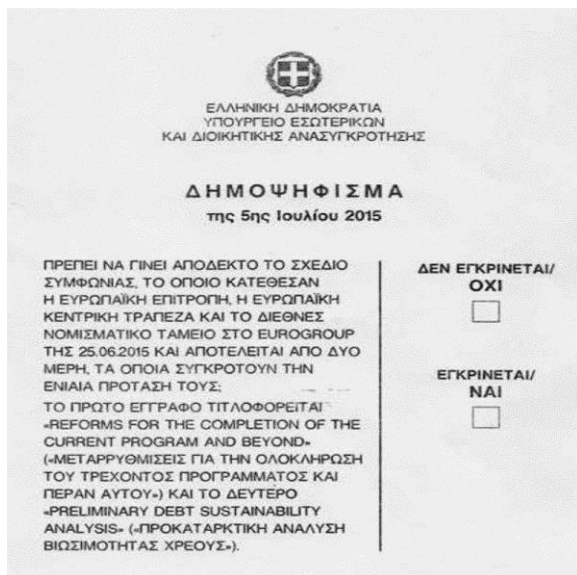 ΕΛΛΗΝΙΚΗ ΔΗΜΟΚΡΑΤΙΑ
ΥΠΟΥΡΓΕΙΟ ΕΣΩΤΕΡΙΚΩΝ
ΚΑΙ ΔΙΟΙΚΗΤΙΚΗΣ ΑΝΑΣΥΓΚΡΟΤΗΣΗΣ
ΔΗΜΟΨΗΦΙΣΜΑ
της 5ης Ιουλίου 2015
ΠΡΕΠΕΙ ΝΑ ΓΙΝΕΙ ΑΠΟΔΕΚΤΟ ΤΟ ΣΧΕΔΙΟ
ΣΥΜΦΩΝΙΑΣ, ΤΟ ΟΠΟΙΟ ΚΑΤΕΘΕΣΑΝ
Η ΕΥΡΩΠΑΪΚΗ ΕΠΙΤΡΟΠΗ, Η ΕΥΡΩΠΑΪΚΗ
ΚΕΝΤΡΙΚΗ ΤΡΑΠΕΖΑ ΚΑΙ ΤΟ ΔΙΕΘΝΕΣ
ΝΟΜΙΣΜΑΤΙΚΟ ΤΑΜΕΙΟ ΣΤΟ EUROGROUP
ΤΗΣ 25.06.2015 ΚΑΙ ΑΠΟΤΕΛΕΙΤΑΙ ΑΠΟ ΔΥΟ
ΜΕΡΗ, ΤΑ ΟΠΟΙΑ ΣΥΓΚΡΟΤΟΥΝ ΤΗΝ
ΕΝΙΑΙΑ ΠΡΟΤΑΣΗ ΤΟΥΣ;
ΤΟ ΠΡΩΤΟ ΕΓΓΡΑΦΟ ΤΙΤΛΟΦΟΡΕΙΤΑΙ
«REFORMS FOR THE COMPLETION OF THE
CURRENT PROGRAM AND BEYOND»
(«ΜΕΤΑΡΡΥΘΜΙΣΕΙΣ ΓΙΑ ΤΗΝ ΟΛΟΚΛΗΡΩΣΗ
ΤΟΥ ΤΡΕΧΟΝΤΟΣ ΠΡΟΓΡΑΜΜΑΤΟΣ ΚΑΙ
ΠΕΡΑΝ ΑΥΤΟΥ») ΚΑΙ ΤΟ ΔΕΥΤΕΡΟ
«PRELIMINARY DEBT SUSTAINABILITY
ANALYSIS» («ΠΡΟΚΑΤΑΡΚΤΙΚΗ ΑΝΑΛΥΣΗ
ΒΙΩΣΙΜΟΤΗΤΑΣ ΧΡΕΟΥΣ»).
ΔΕΝ ΕΓΚΡΙΝΕΤΑΙ/
ΟΧΙ
ΕΓΚΡΙΝΕΤΑΙ/
ΝΑΙ